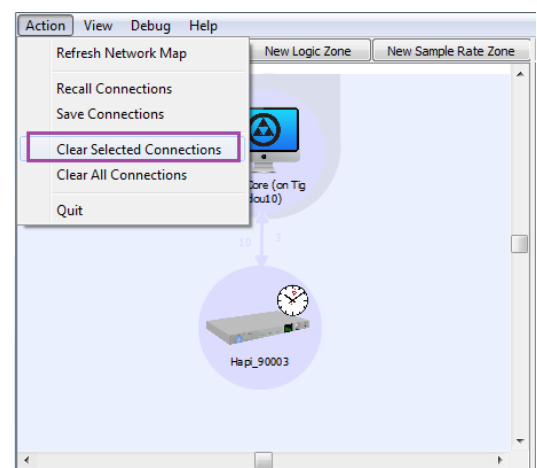 Action View Debug Help
New Logic Zone New Sample Rate Zone
Refresh Network Map
Recall Connections
Save Connections
Clear Selected Connections
Clear All Connections
Quit
Core (on Tig
dou10)
10 3
Hapi_90003